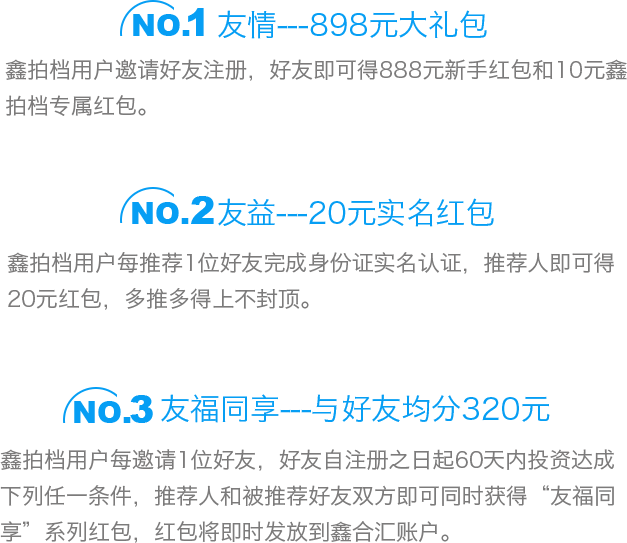 NO.1 友情---898元大礼包
鑫拍档用户邀请好友注册，好友即可得888元新手红包和10元鑫
拍档专属红包。
NO.2 友益---20元实名红包
鑫拍档用户每推荐1位好友完成身份证实名认证，推荐人即可得
20元红包，多推多得上不封顶。
NO.3 友福同享---与好友均分320元
鑫拍档用户每邀请1位好友，好友自注册之日起60天内投资达成
下列任一条件，推荐人和被推荐好友双方即可同时获得“友福同
享”系列红包，红包将即时发放到鑫合汇账户。